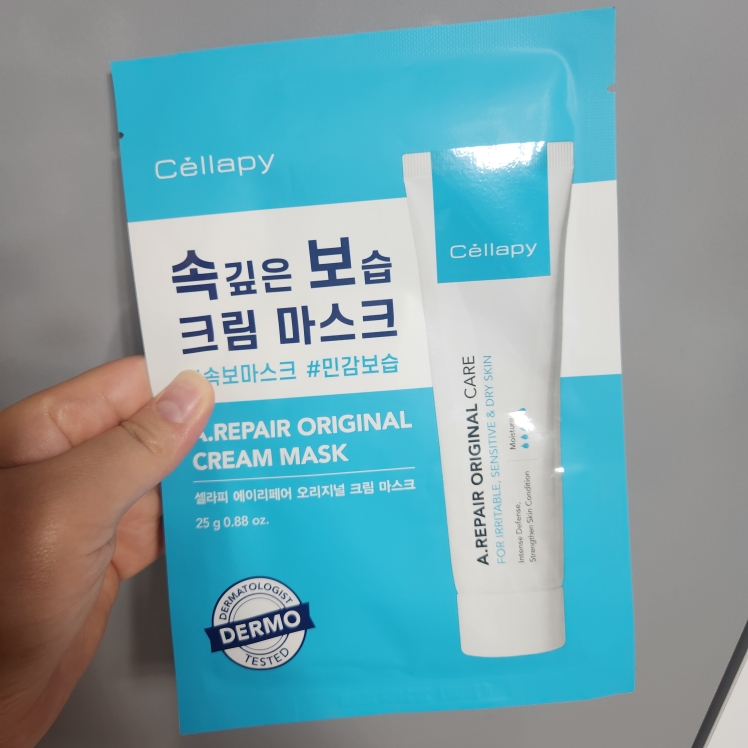 Cellapy
속깊은 보습
크림 마스크
#속보마스크 #민감보습
A.REPAIR ORIGINAL
CREAM MASK
셀라피 에이리페어 오리지널 크림 마스크
25 g 0.88 oz.
DERMATOLOGIST
DERMO
TESTED
Cellapy
A.REPAIR ORIGINAL CARE
FOR IRRITABLE, SENSITIVE & DRY SKIN
Moisture
Intense Defense,
Strengthen Skin Condition